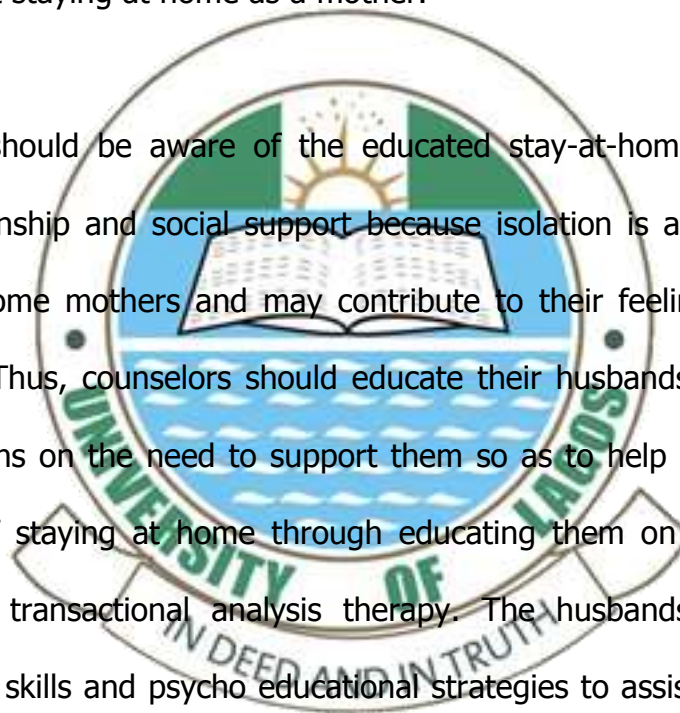 staying at home as a mother.
should be aware of the educated stay-at-hom
nship and social support because isolation is a
ome mothers and may contribute to their feelin
Thus, counselors should educate their husbands
ns on the need to support them so as to help
staying at home through educating them on
transactional analysis therapy. The husbands
skills and psycho educational strategies to assis
UNIVERSITY OF LAGOS
IN DEED AND IN TRUTH